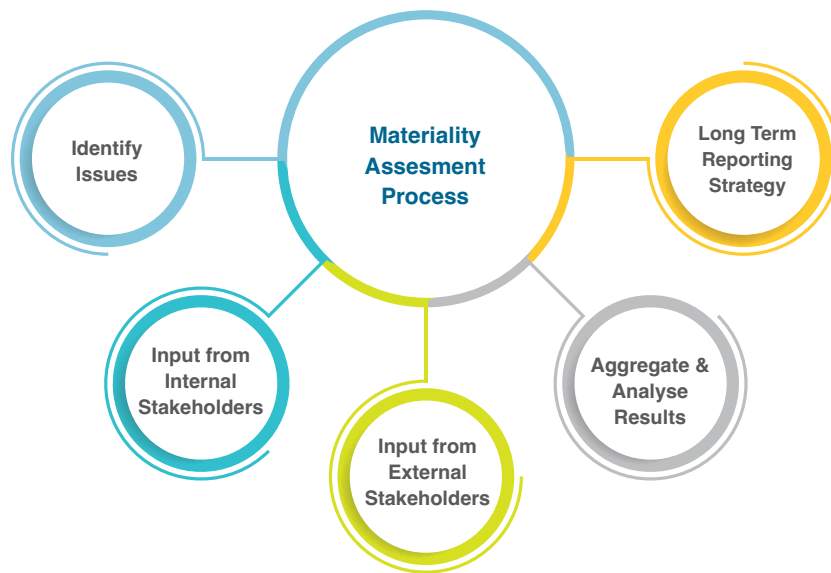 Materiality
Assesment
Process
Identify
Issues
Input from
Internal
Stakeholders
Input from
External
Stakeholders
Aggregate &
Analyse
Results
Long Term
Reporting
Strategy